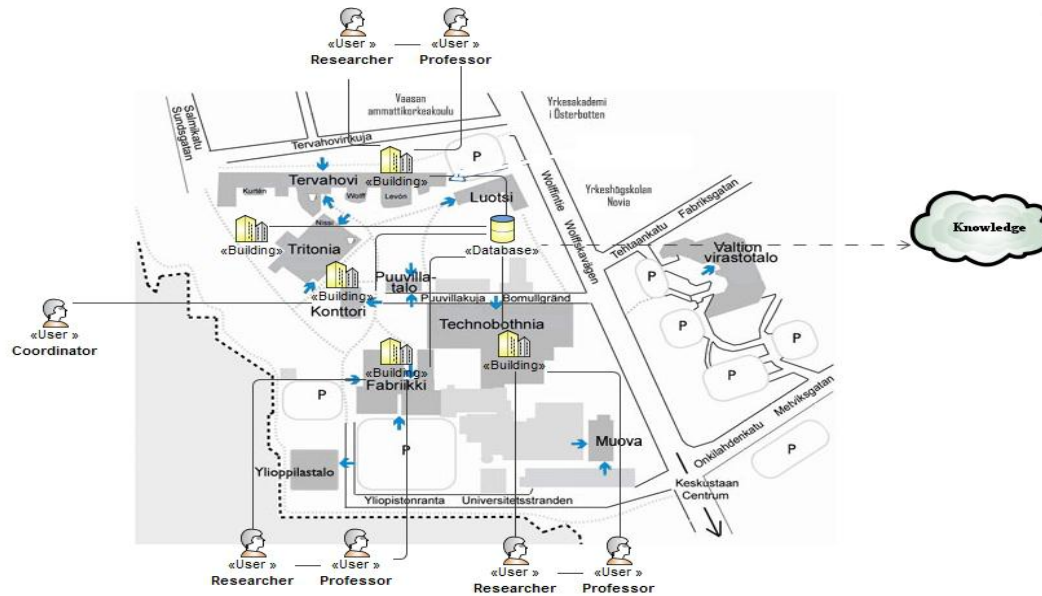 «User »
«User »
Researcher
Professor
Salmikatu
Sundsgatan
Vaasan
ammattikorkeakoulu
Yrkesakademi
i Österbotten
Tervahovinkuja
P
Tervahovi
«Building»
Kurtén
Wolff
Levón
Luotsi
Wolffintie
Wolffskavägen
Yrkeshögskolan
Novia
Tehtaankatu
Fabriksgatan
Nissi
Tritonia
«Building»
«Database»
Knowledge
Valtion
virastotalo
P
Puuvilla-
talo
«Building»
Konttori
Puuvillakuja
Bomullgränd
«User »
Coordinator
Technobothnia
«Building»
P
P
«Building»
Fabriikki
P
P
Metviksgatan
Onkilahdenkatu
P
Muova
P
Keskustaan
Centrum
Ylioppilastalo
Yliopistonranta
Universitetsstranden
«User »
«User »
Researcher
Professor
«User »
«User »
Researcher
Professor